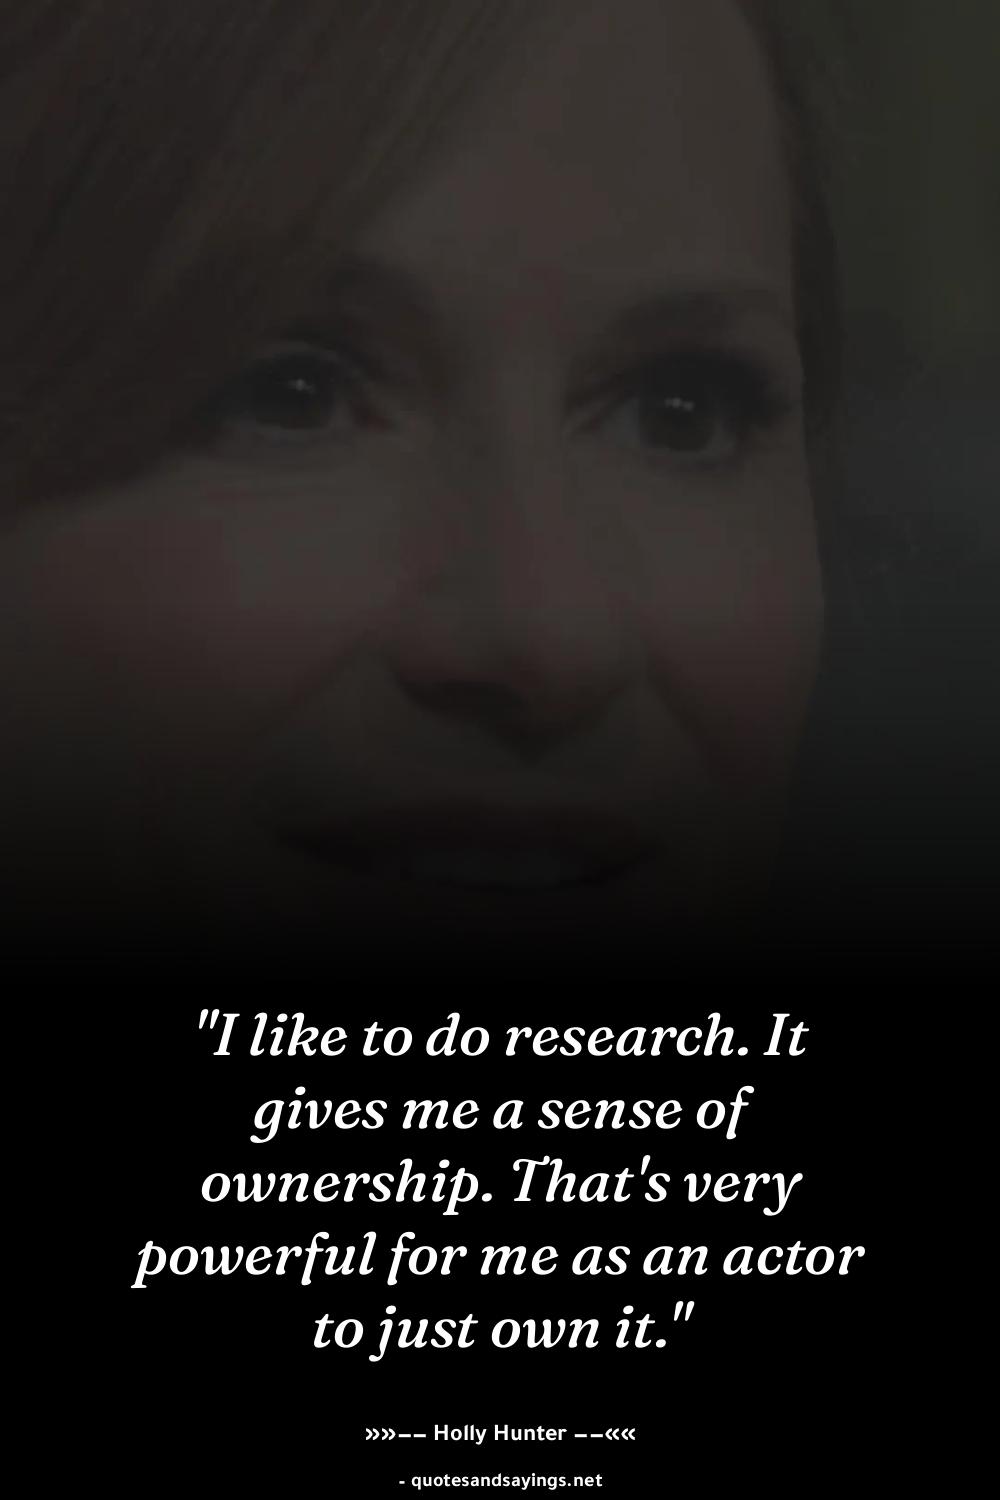 "I like to do research. It
gives me a sense of
ownership. That's very
powerful for me as an actor
to just own it."
»»–– Holly Hunter ––««
- quotesandsayings.net